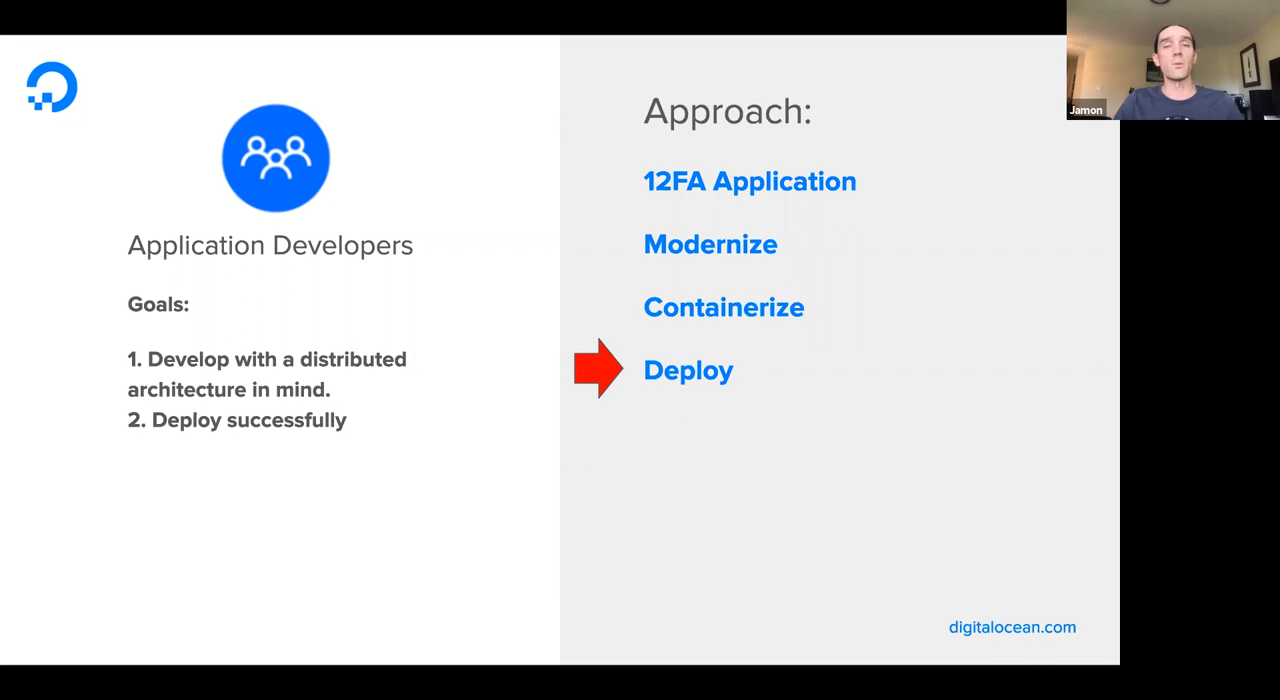 Application Developers
Goals:
1. Develop with a distributed
architecture in mind.
2. Deploy successfully
Approach:
12FA Application
Modernize
Containerize
Deploy
digitalocean.com
Jamon